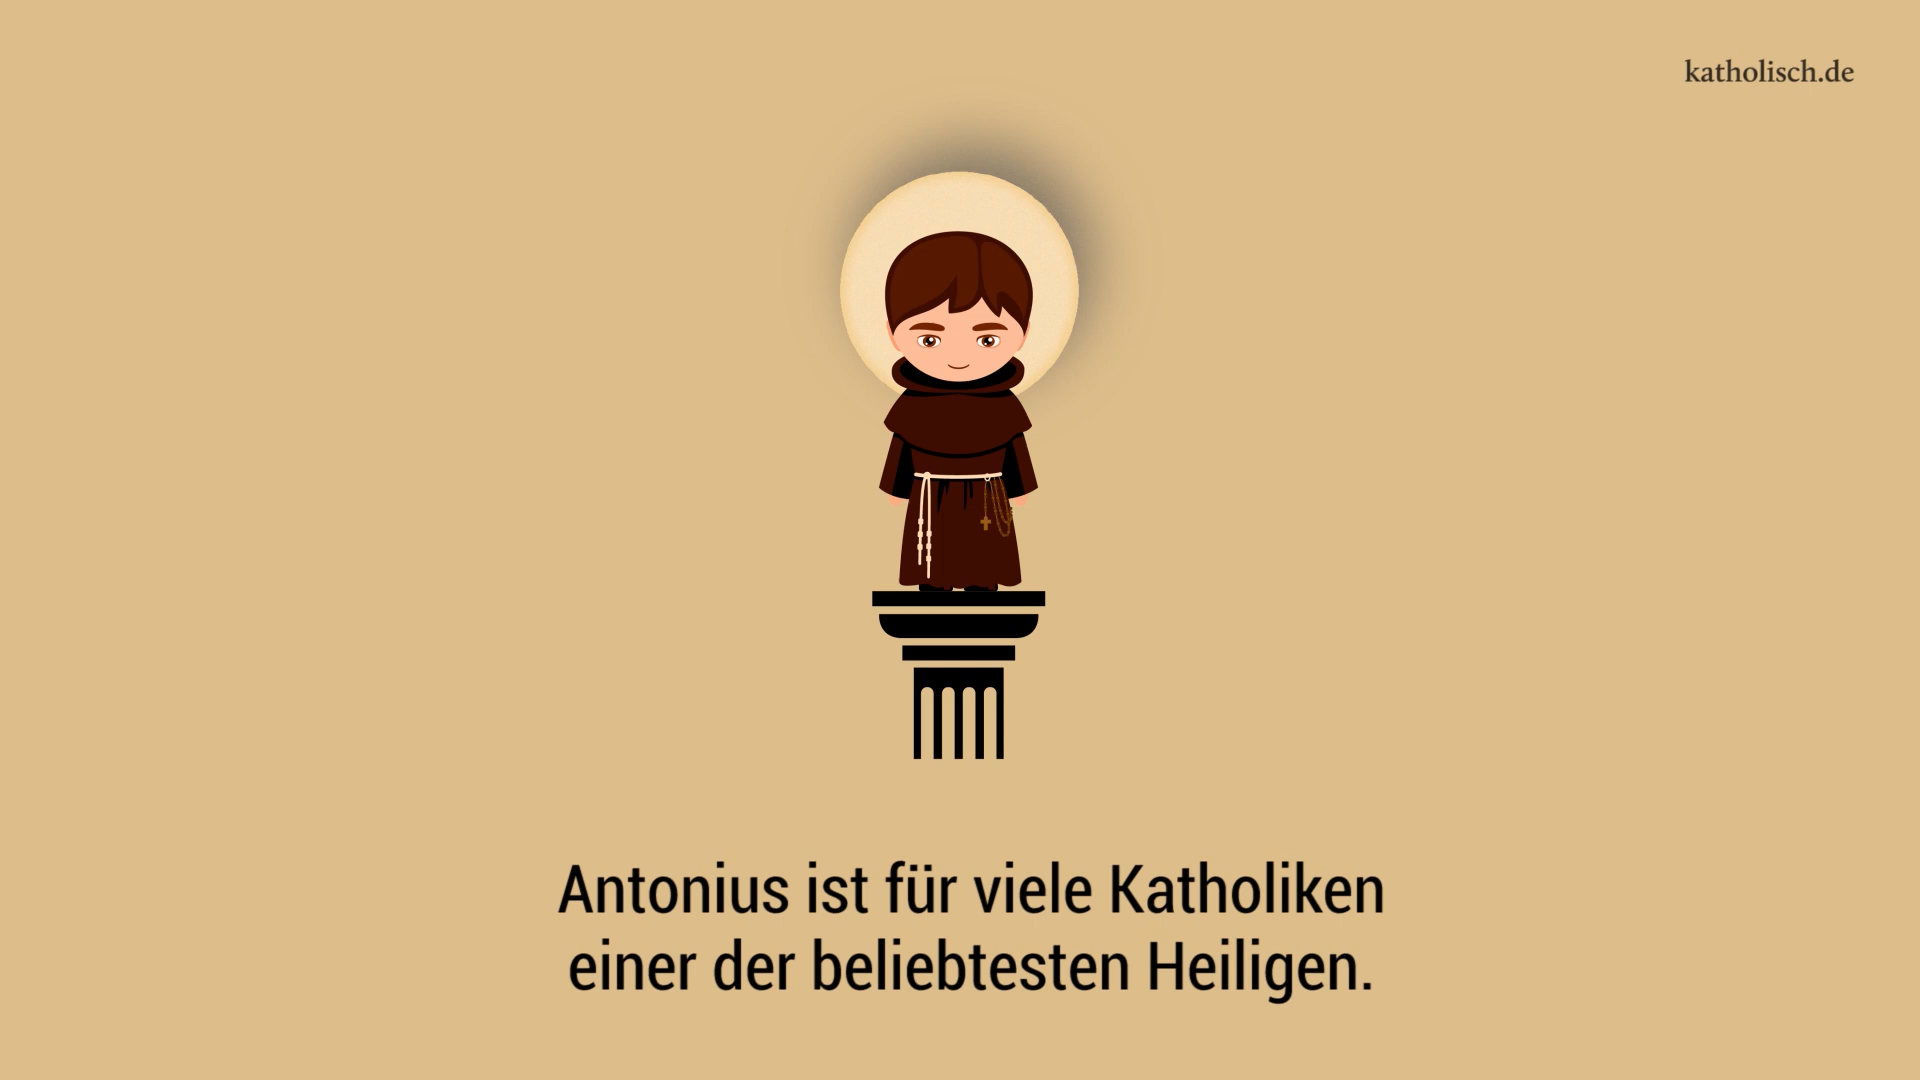 katholisch.de
Antonius ist für viele Katholiken
einer der beliebtesten Heiligen.